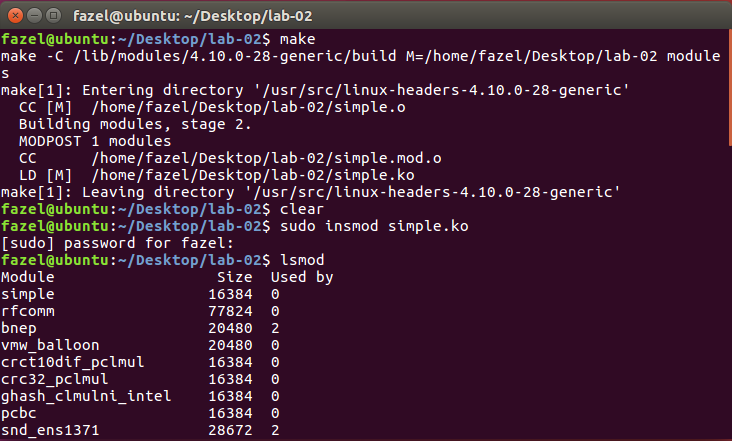 fazel@ubuntu: ~/Desktop/lab-02
fazel@ubuntu:~/Desktop/lab-02$ make
make -C /lib/modules/4.10.0-28-generic/build M=/home/fazel/Desktop/lab-02 module
s
make[1]: Entering directory '/usr/src/linux-headers-4.10.0-28-generic'
  CC [M]  /home/fazel/Desktop/lab-02/simple.o
  Building modules, stage 2.
  MODPOST 1 modules
  CC      /home/fazel/Desktop/lab-02/simple.mod.o
  LD [M]  /home/fazel/Desktop/lab-02/simple.ko
make[1]: Leaving directory '/usr/src/linux-headers-4.10.0-28-generic'
fazel@ubuntu:~/Desktop/lab-02$ clear
fazel@ubuntu:~/Desktop/lab-02$ sudo insmod simple.ko
[sudo] password for fazel:
fazel@ubuntu:~/Desktop/lab-02$ lsmod
Module                  Size  Used by
simple                 16384  0
rfcomm                 77824  0
bnep                   20480  2
vmw_balloon            20480  0
crct10dif_pclmul       16384  0
crc32_pclmul           16384  0
ghash_clmulni_intel    16384  0
pcbc                   16384  0
snd_ens1371            28672  2